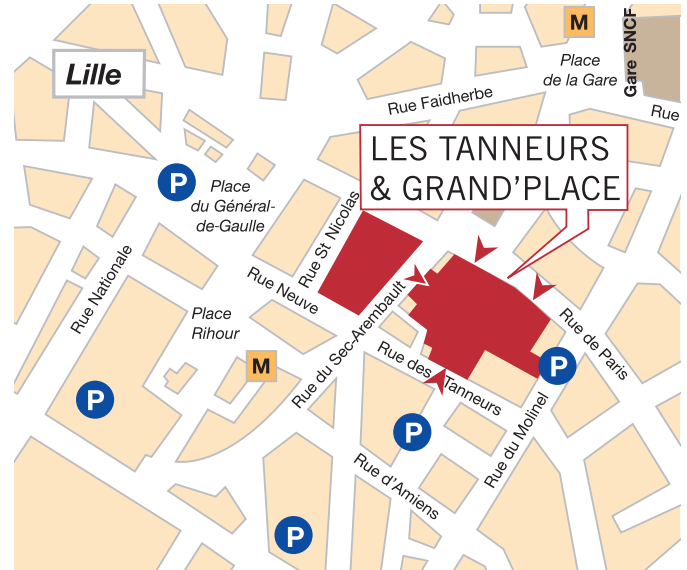 M
Place
de la Gare
Gare SNCF
Lille
Rue Faidherbe
Rue
LES TANNEURS
& GRAND'PLACE
P
Place
du Général-
de-Gaulle
Rue St Nicolas
Rue Nationale
Rue Neuve
Place
Rihour
M
Rue du Sec-Arembault
Rue de Paris
Rue des Tanneurs
P
P
P
Rue du Molinel
Rue d'Amiens
P